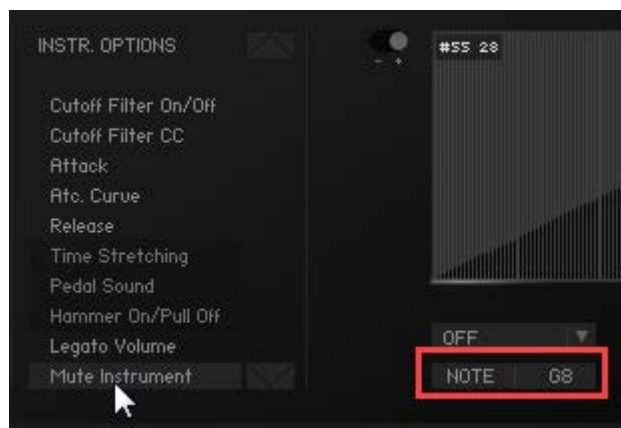 INSTR. OPTIONS
Cutoff Filter On/Off
Cutoff Filter CC
Attack
Atc. Curve
Release
Time Stretching
Pedal Sound
Hammer On/Pull Off
Legato Volume
Mute Instrument
- +
#55 28
OFF
NOTE G8